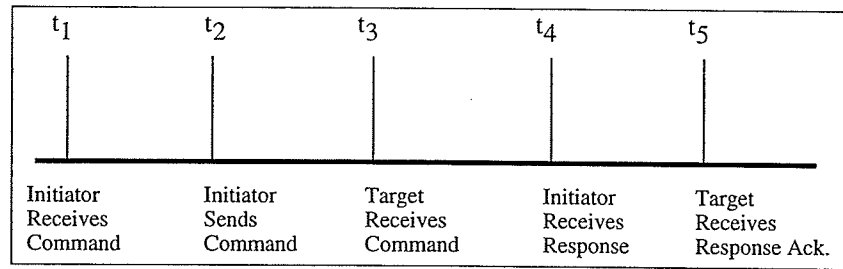 t1 t2 t3 t4 t5
Initiator Initiator Target Initiator Target
Receives Sends Receives Receives Receives
Command Command Command Response Response Ack.